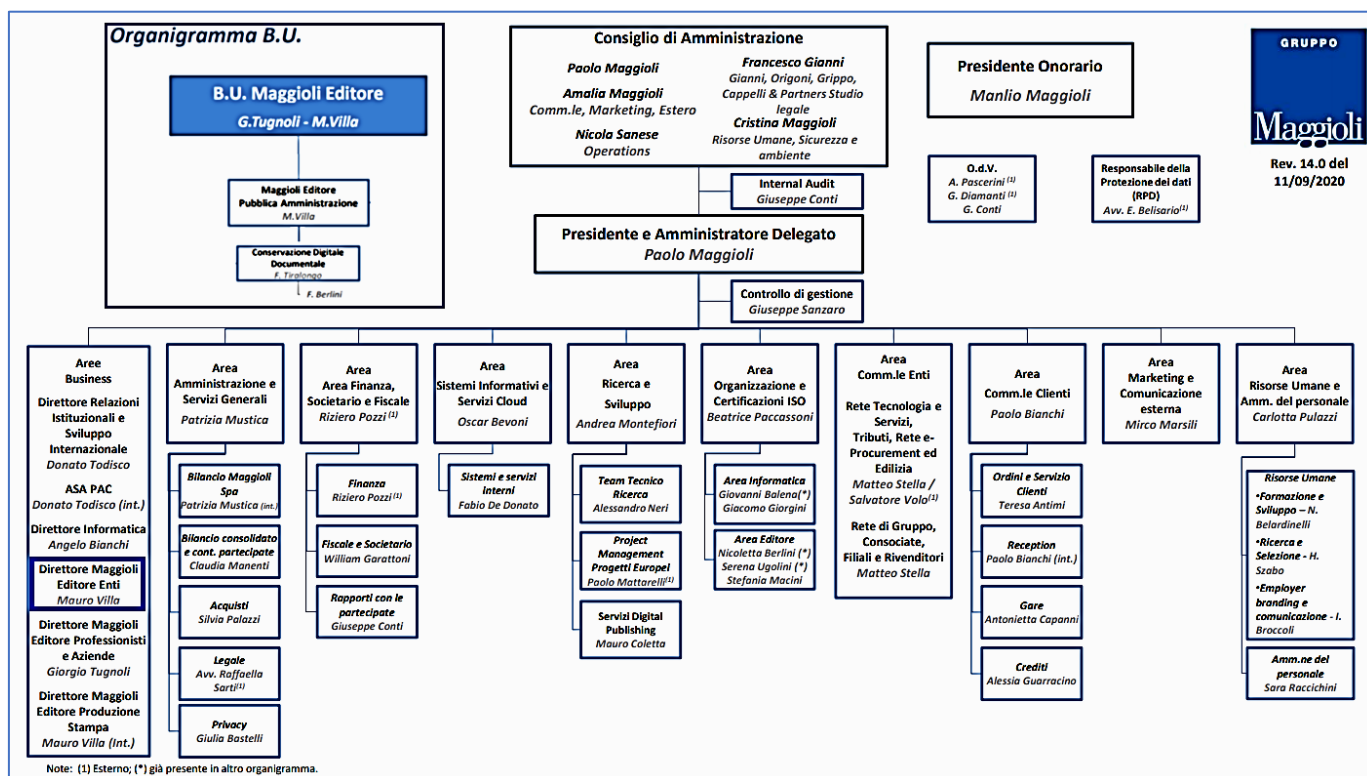 Organigramma B.U.
B.U. Maggioli Editore
G.Tugnoli - M.Villa
Maggioli Editore
Pubblica Amministrazione
M.Villa
Conservazione Digitale
Documentale
F. Tiralongo
F. Berlini
Consiglio di Amministrazione
Paolo Maggioli
Amalia Maggioli
Comm.le, Marketing, Estero
Nicola Sanese
Operations
Francesco Gianni
Gianni, Origoni, Grippo,
Cappelli & Partners Studio
legale
Cristina Maggioli
Risorse Umane, Sicurezza e
ambiente
Presidente Onorario
Manlio Maggioli
GRUPPO
Maggioli
Rev. 14.0 del
11/09/2020
Internal Audit
Giuseppe Conti
O.d.V.
A. Pascerini (1)
G. Diamanti (1)
G. Conti
Responsabile della
Protezione dei dati
(RPD)
Avv. E. Belisario(1)
Presidente e Amministratore Delegato
Paolo Maggioli
Controllo di gestione
Giuseppe Sanzaro
Aree
Business
Direttore Relazioni
Istituzionali e
Sviluppo
Internazionale
Donato Todisco
ASA PAC
Donato Todisco (int.)
Direttore Informatica
Angelo Bianchi
Direttore Maggioli
Editore Enti
Mauro Villa
Direttore Maggioli
Editore Professionisti
e Aziende
Giorgio Tugnoli
Direttore Maggioli
Editore Produzione
Stampa
Mauro Villa (Int.)
Area
Amministrazione e
Servizi Generali
Patrizia Mustica
Bilancio Maggioli
Spa
Patrizia Mustica (int.)
Bilancio consolidato
e cont. partecipate
Claudia Manenti
Acquisti
Silvia Palazzi
Legale
Avv. Raffaella
Sarti(1)
Privacy
Giulia Bastelli
Area
Area Finanza,
Societario e Fiscale
Riziero Pozzi (1)
Finanza
Riziero Pozzi (1)
Fiscale e Societario
William Garattoni
Rapporti con le
partecipate
Giuseppe Conti
Area
Sistemi Informativi e
Servizi Cloud
Oscar Bevoni
Sistemi e servizi
Interni
Fabio De Donato
Area
Ricerca e
Sviluppo
Andrea Montefiori
Team Tecnico
Ricerca
Alessandro Neri
Project
Management
Progetti Europei
Paolo Mattarelli(1)
Servizi Digital
Publishing
Mauro Coletta
Area
Organizzazione e
Certificazioni ISO
Beatrice Paccassoni
Area Informatica
Giovanni Balena(*)
Giacomo Giorgini
Area Editore
Nicoletta Berlini (*)
Serena Ugolini (*)
Stefania Macini
Area
Comm.le Enti
Rete Tecnologia e
Servizi,
Tributi, Rete e-
Procurement ed
Edilizia
Matteo Stella /
Salvatore Volo(1)
Rete di Gruppo,
Consociate,
Filiali e Rivenditori
Matteo Stella
Area
Comm.le Clienti
Paolo Bianchi
Ordini e Servizio
Clienti
Teresa Antimi
Reception
Paolo Bianchi (int.)
Gare
Antonietta Capanni
Crediti
Alessia Guarracino
Area
Marketing e
Comunicazione
esterna
Mirco Marsili
Area
Risorse Umane e
Amm. del personale
Carlotta Pulazzi
Risorse Umane
•Formazione e
Sviluppo – N.
Belardinelli
•Ricerca e
Selezione - H.
Szabo
•Employer
branding e
comunicazione - I.
Broccoli
Amm.ne del
personale
Sara Raccichini
Note: (1) Esterno; (*) già presente in altro organigramma.